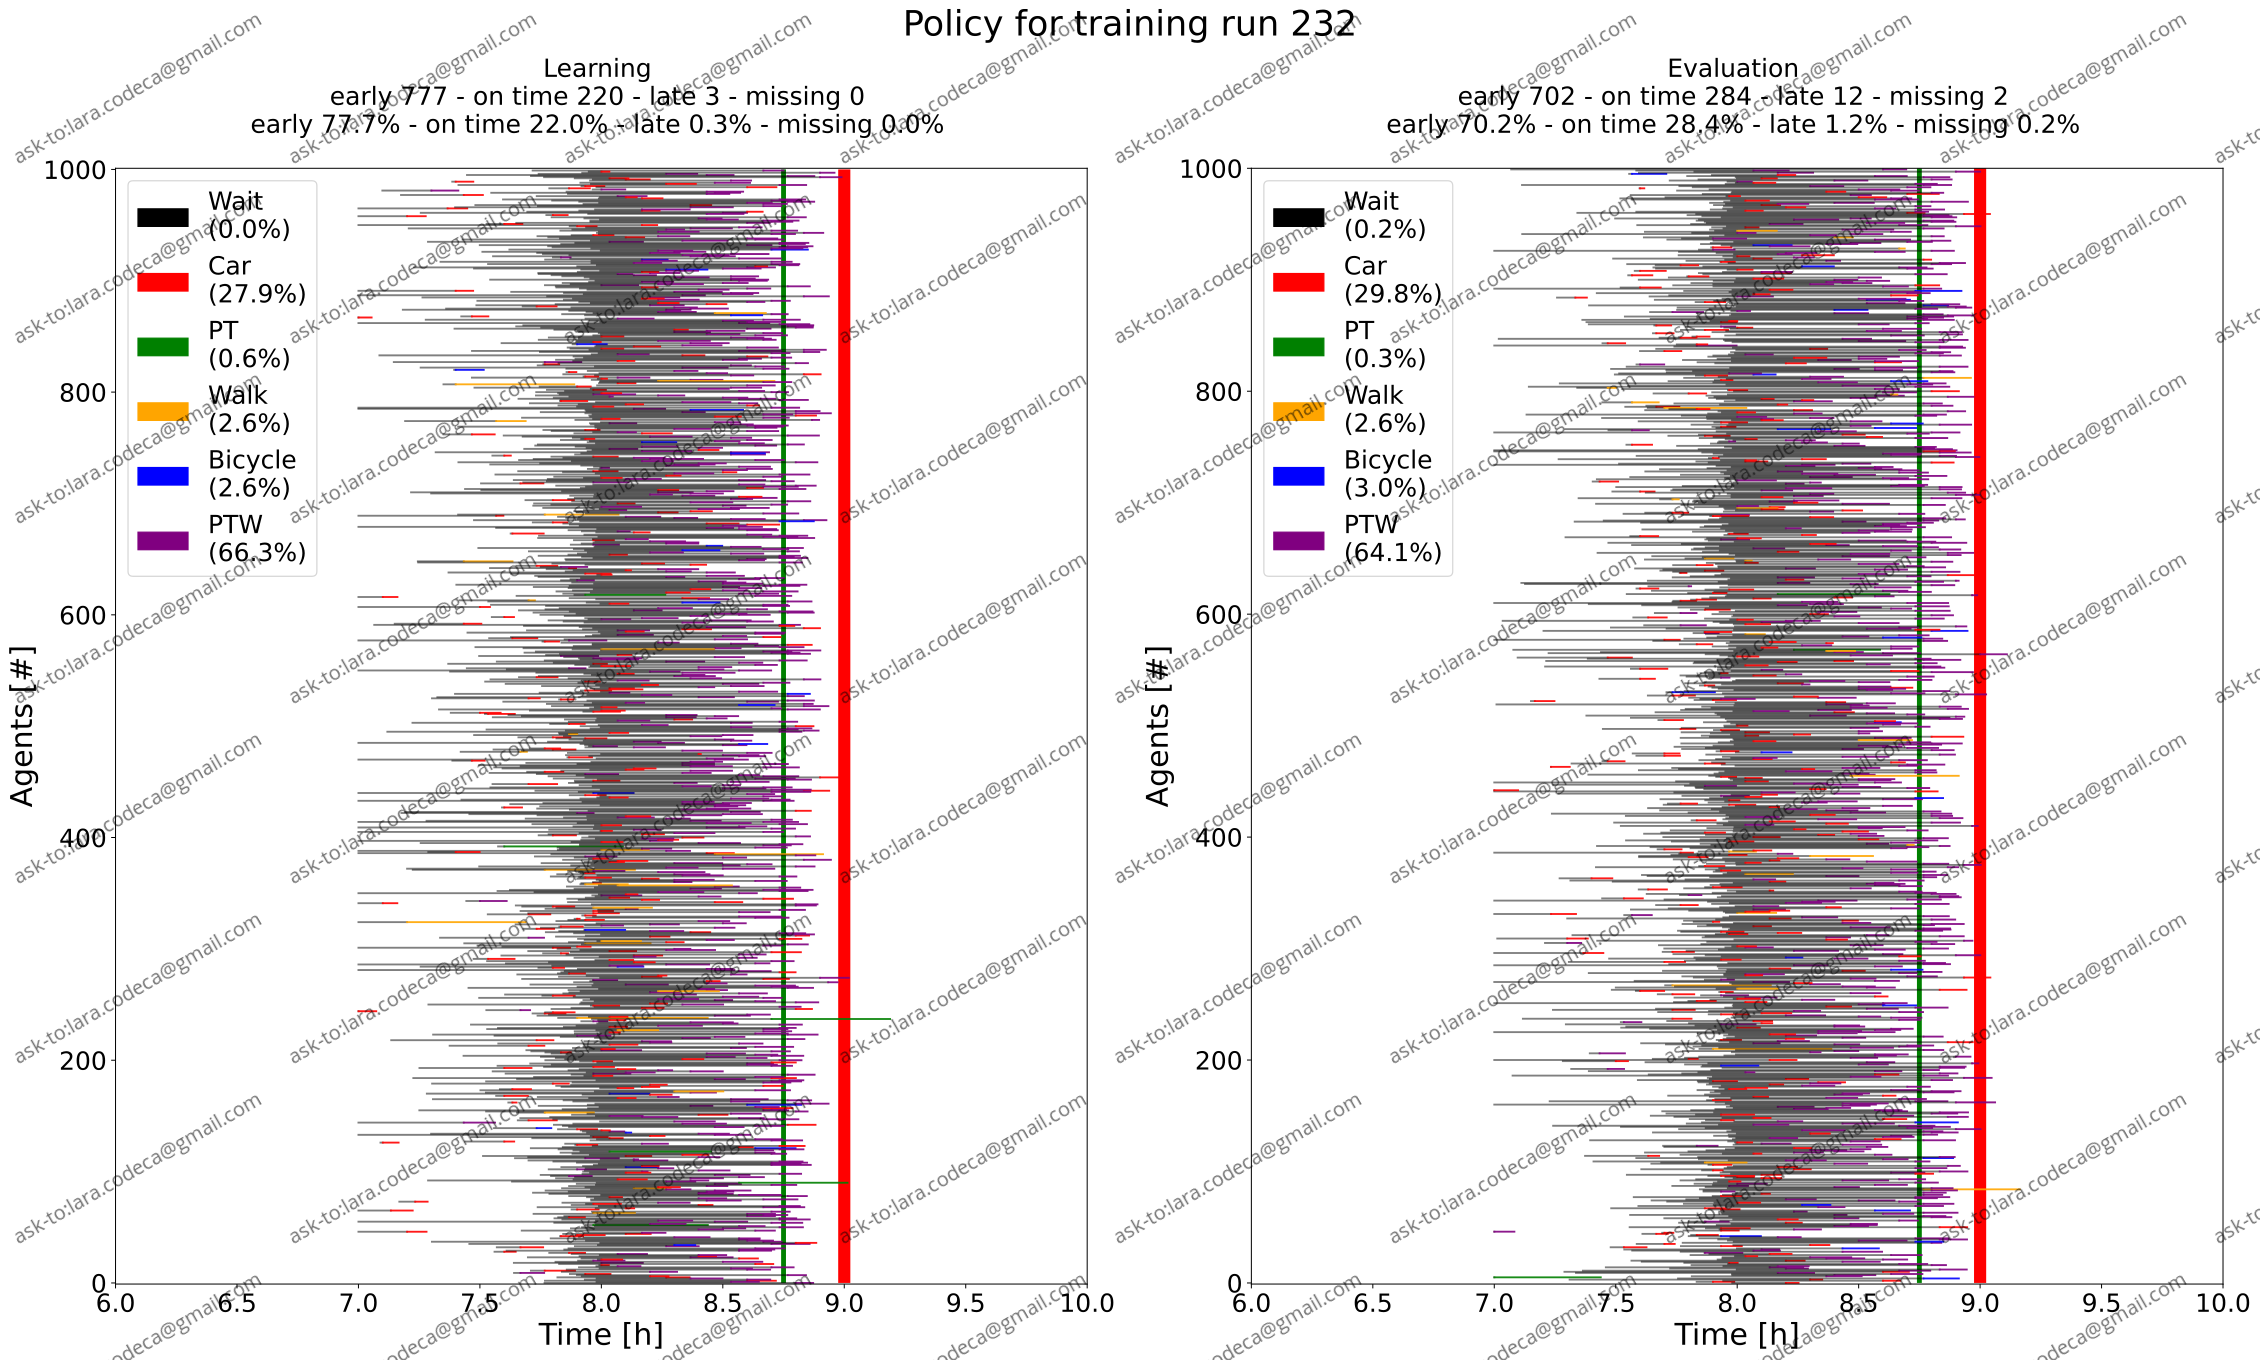 Policy for training run 232
Learning
early 777 - on time 220 - late 3 - missing 0
early 77.7% - on time 22.0% - late 0.3% - missing 0.0%
1000
800
600
400
200
0
Agents [#]
Wait
(0.0%)
Car
(27.9%)
PT
(0.6%)
Walk
(2.6%)
Bicycle
(2.6%)
PTW
(66.3%)
6.0 6.5 7.0 7.5 8.0 8.5 9.0 9.5 10.0
Time [h]
Evaluation
early 702 - on time 284 - late 12 - missing 2
early 70.2% - on time 28.4% - late 1.2% - missing 0.2%
1000
800
600
400
200
0
Agents [#]
Wait
(0.2%)
Car
(29.8%)
PT
(0.3%)
Walk
(2.6%)
Bicycle
(3.0%)
PTW
(64.1%)
6.0 6.5 7.0 7.5 8.0 8.5 9.0 9.5 10.0
Time [h]
ask-to:lara.codeca@gmail.com